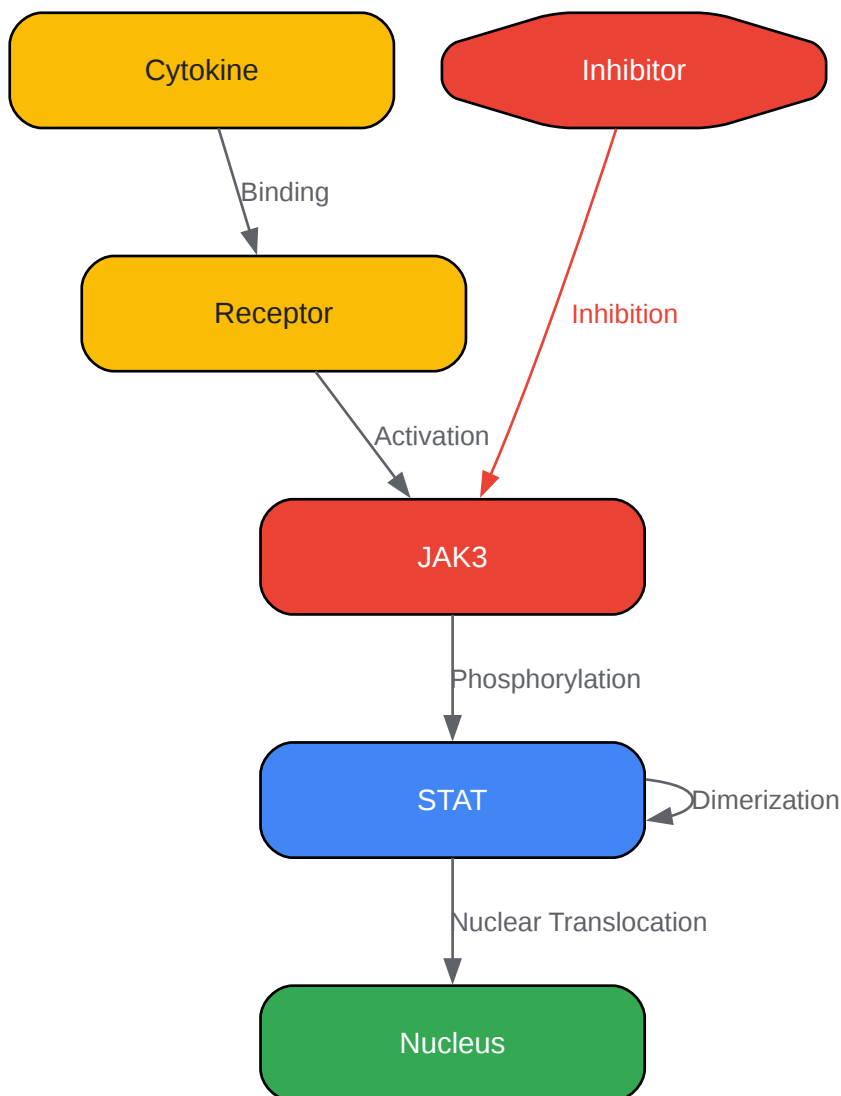 Cytokine
Inhibitor
Binding
Receptor
Inhibition
Activation
JAK3
Phosphorylation
STAT
Dimerization
Nuclear Translocation
Nucleus